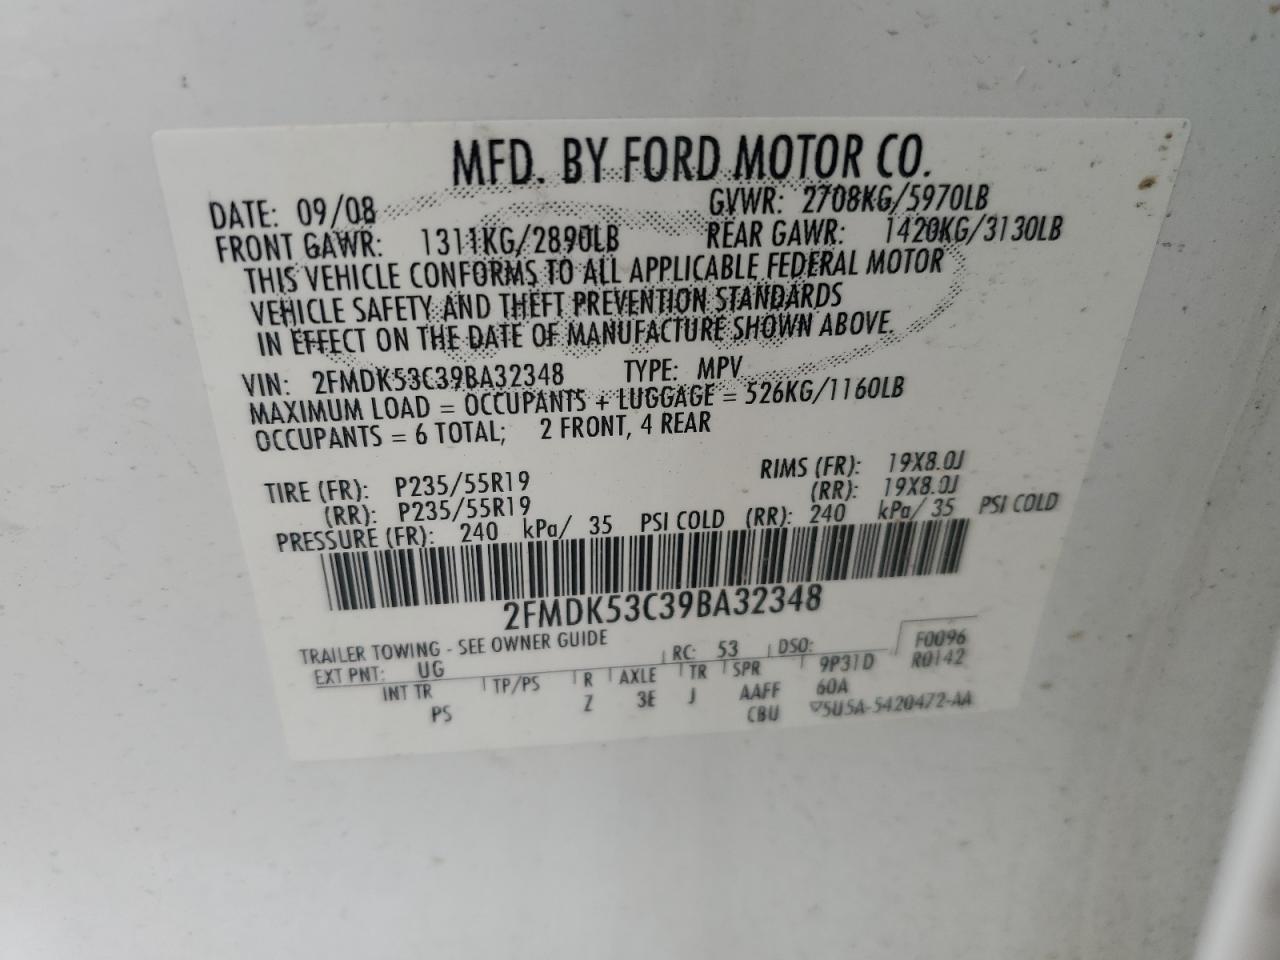 MFD. BY FORD MOTOR CO.
DATE: 09/08 GVWR: 2708KG/5970LB
FRONT GAWR: 1311KG/2890LB REAR GAWR: 1420KG/3130LB
THIS VEHICLE CONFORMS TO ALL APPLICABLE FEDERAL MOTOR
VEHICLE SAFETY AND THEFT PREVENTION STANDARDS
IN EFFECT ON THE DATE OF MANUFACTURE SHOWN ABOVE.
VIN: 2FMDK53C39BA32348 TYPE: MPV
MAXIMUM LOAD = OCCUPANTS + LUGGAGE = 526KG/1160LB
OCCUPANTS = 6 TOTAL; 2 FRONT, 4 REAR
TIRE (FR): P235/55R19 RIMS (FR): 19X8.0J
(RR): P235/55R19 (RR): 19X8.0J
PRESSURE (FR): 240 kPa/ 35 PSI COLD (RR): 240 kPa/ 35 PSI COLD
2FMDK53C39BA32348
TRAILER TOWING - SEE OWNER GUIDE
EXT PNT: UG RC: 53 DSO: F0096
R0142
INT TR TP/PS R AXLE TR SPR 9P31D
PS Z 3E J AAFF 60A
CBU ▽5U5A-5420472-AA